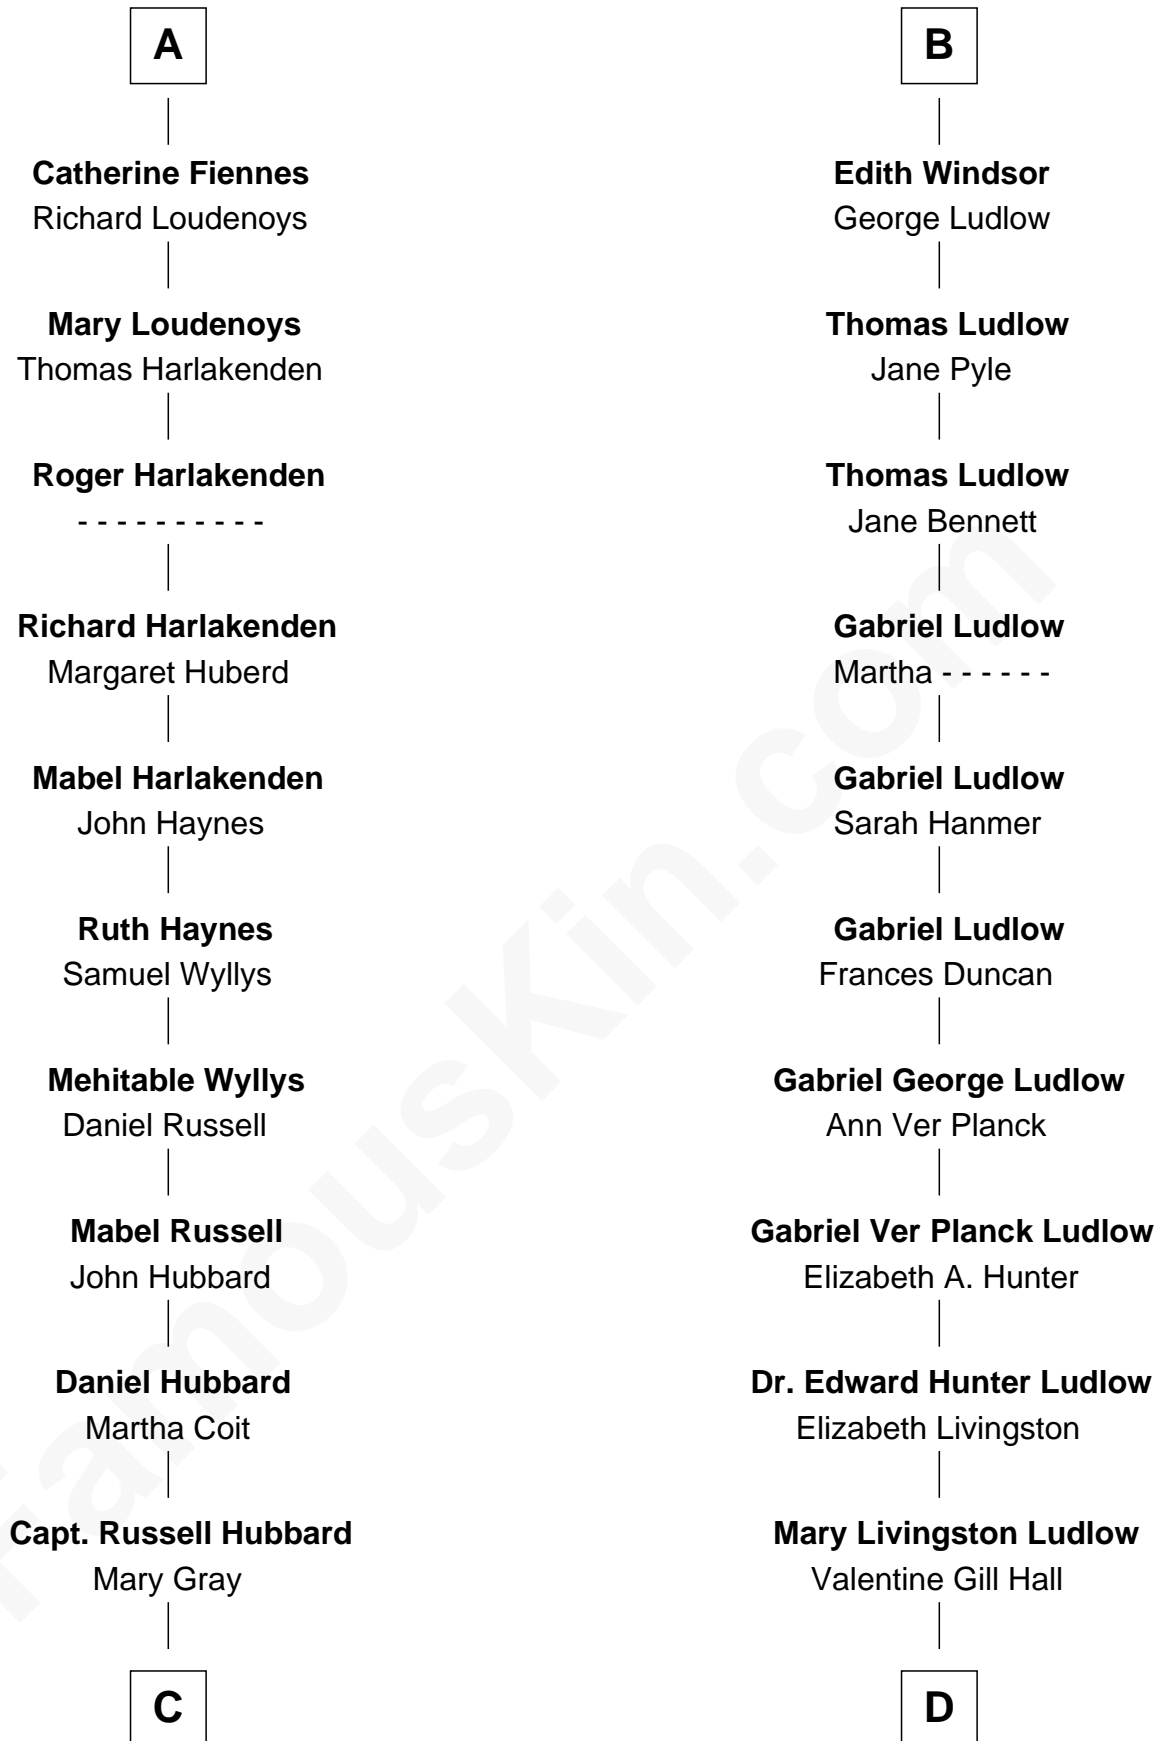 A
Catherine Fiennes
Richard Loudenoys
Mary Loudenoys
Thomas Harlakenden
Roger Harlakenden
- - - - - - - - - -
Richard Harlakenden
Margaret Huberd
Mabel Harlakenden
John Haynes
Ruth Haynes
Samuel Wyllys
Mehitable Wyllys
Daniel Russell
Mabel Russell
John Hubbard
Daniel Hubbard
Martha Coit
Capt. Russell Hubbard
Mary Gray
C
B
Edith Windsor
George Ludlow
Thomas Ludlow
Jane Pyle
Thomas Ludlow
Jane Bennett
Gabriel Ludlow
Martha - - - - - -
Gabriel Ludlow
Sarah Hanmer
Gabriel Ludlow
Frances Duncan
Gabriel George Ludlow
Ann Ver Planck
Gabriel Ver Planck Ludlow
Elizabeth A. Hunter
Dr. Edward Hunter Ludlow
Elizabeth Livingston
Mary Livingston Ludlow
Valentine Gill Hall
D
FamousKin.com